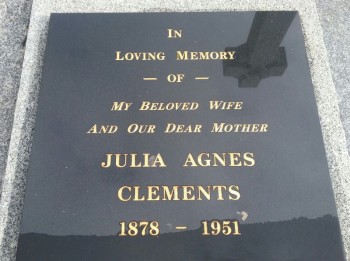 IN
LOVING MEMORY
— OF —
MY BELOVED WIFE
AND OUR DEAR MOTHER
JULIA AGNES
CLEMENTS
1878 – 1951